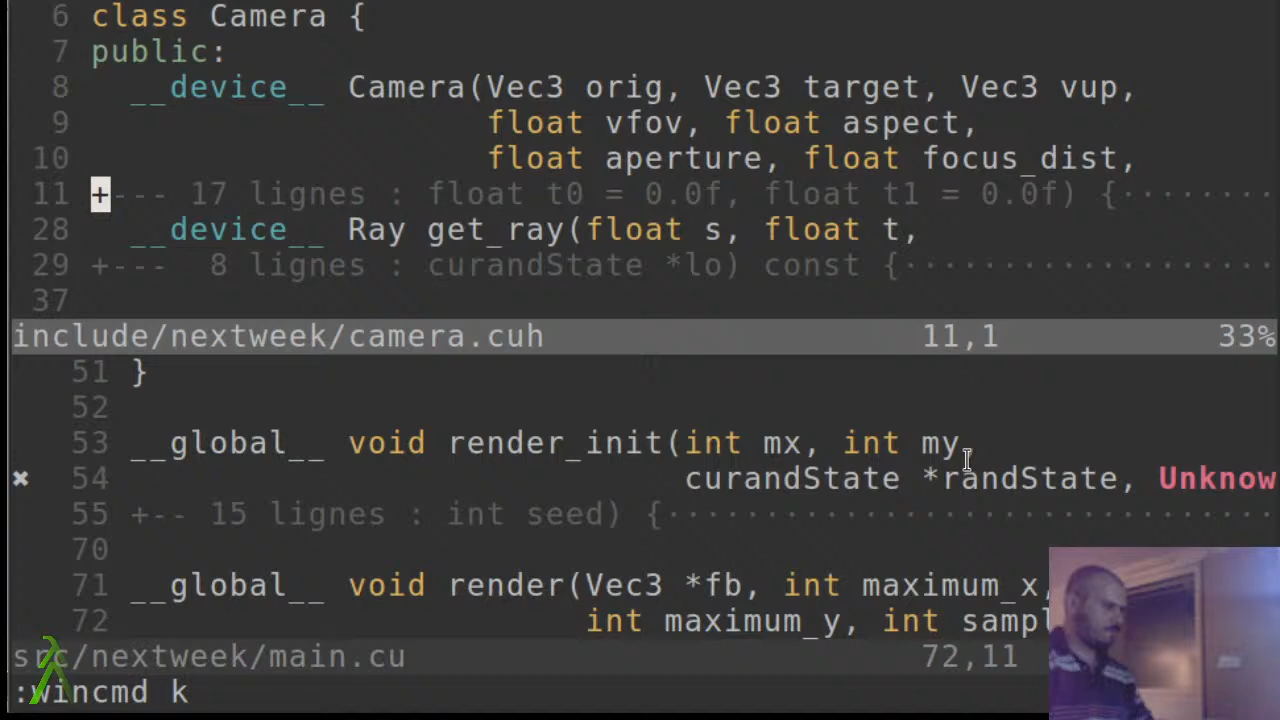 6 class Camera {
7 public:
8 __device__ Camera(Vec3 orig, Vec3 target, Vec3 vup,
9 float vfov, float aspect,
10 float aperture, float focus_dist,
11 +--- 17 lignes : float t0 = 0.0f, float t1 = 0.0f) {········
28 __device__ Ray get_ray(float s, float t,
29 +--- 8 lignes : curandState *lo) const {···················
37
include/nextweek/camera.cuh 11,1 33%
51 }
52
53 __global__ void render_init(int mx, int my,
✖ 54 curandState *randState, Unknow
55 +-- 15 lignes : int seed) {·······························
70
71 __global__ void render(Vec3 *fb, int maximum_x,
72 int maximum_y, int sampl
src/nextweek/main.cu 72,11
:wincmd k